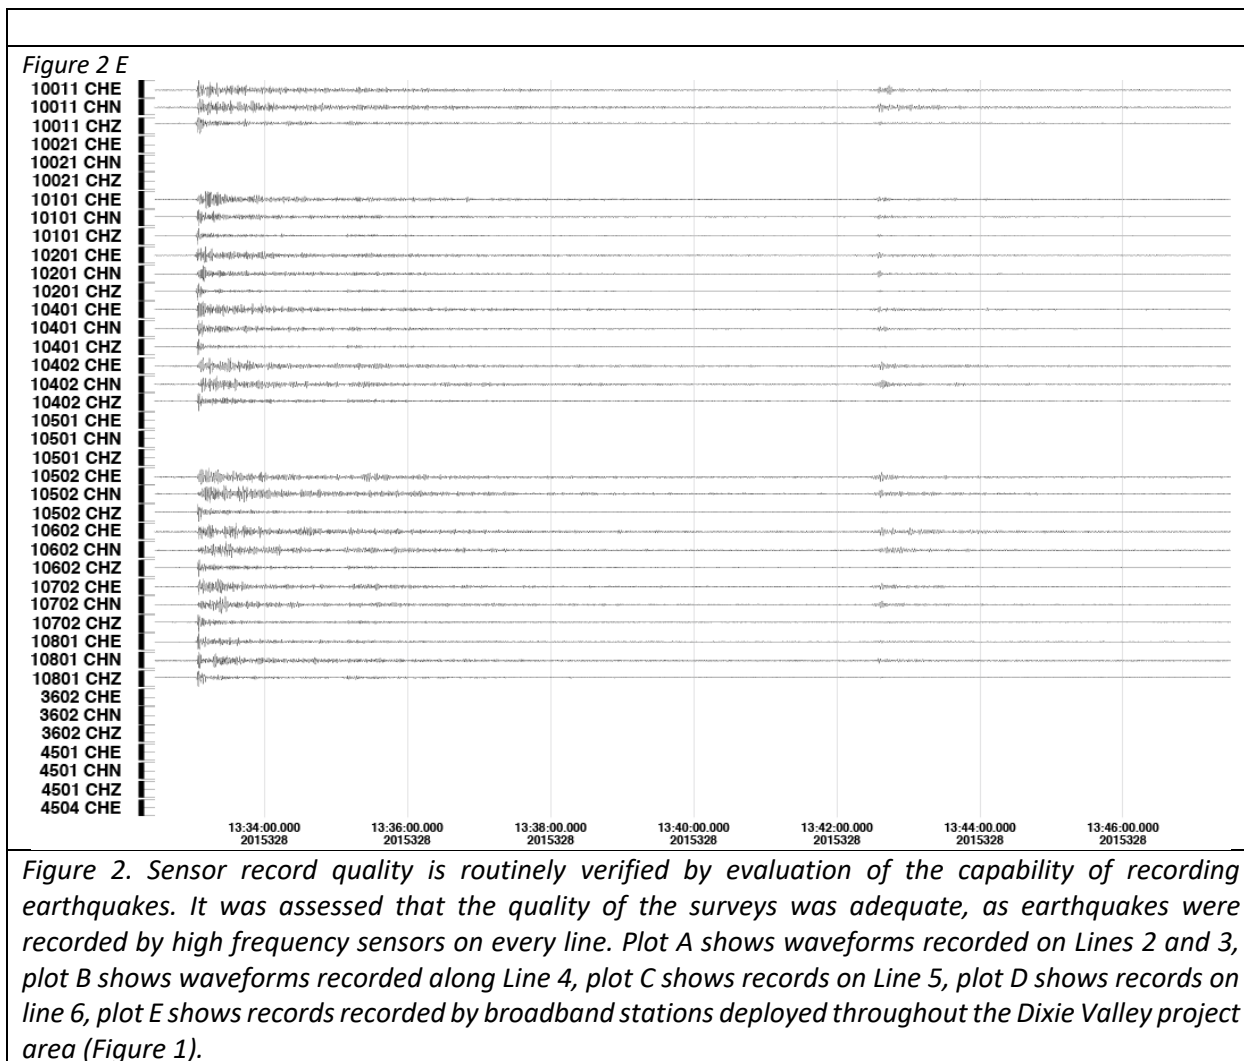 Figure 2 E
10011 CHE
10011 CHN
10011 CHZ
10021 CHE
10021 CHN
10021 CHZ
10101 CHE
10101 CHN
10101 CHZ
10201 CHE
10201 CHN
10201 CHZ
10401 CHE
10401 CHN
10401 CHZ
10402 CHE
10402 CHN
10402 CHZ
10501 CHE
10501 CHN
10501 CHZ
10502 CHE
10502 CHN
10502 CHZ
10602 CHE
10602 CHN
10602 CHZ
10702 CHE
10702 CHN
10702 CHZ
10801 CHE
10801 CHN
10801 CHZ
3602 CHE
3602 CHN
3602 CHZ
4501 CHE
4501 CHN
4501 CHZ
4504 CHE
13:34:00.000 13:36:00.000 13:38:00.000 13:40:00.000 13:42:00.000 13:44:00.000 13:46:00.000
2015328 2015328 2015328 2015328 2015328 2015328 2015328
Figure 2. Sensor record quality is routinely verified by evaluation of the capability of recording
earthquakes. It was assessed that the quality of the surveys was adequate, as earthquakes were
recorded by high frequency sensors on every line. Plot A shows waveforms recorded on Lines 2 and 3,
plot B shows waveforms recorded along Line 4, plot C shows records on Line 5, plot D shows records on
line 6, plot E shows records recorded by broadband stations deployed throughout the Dixie Valley project
area (Figure 1).